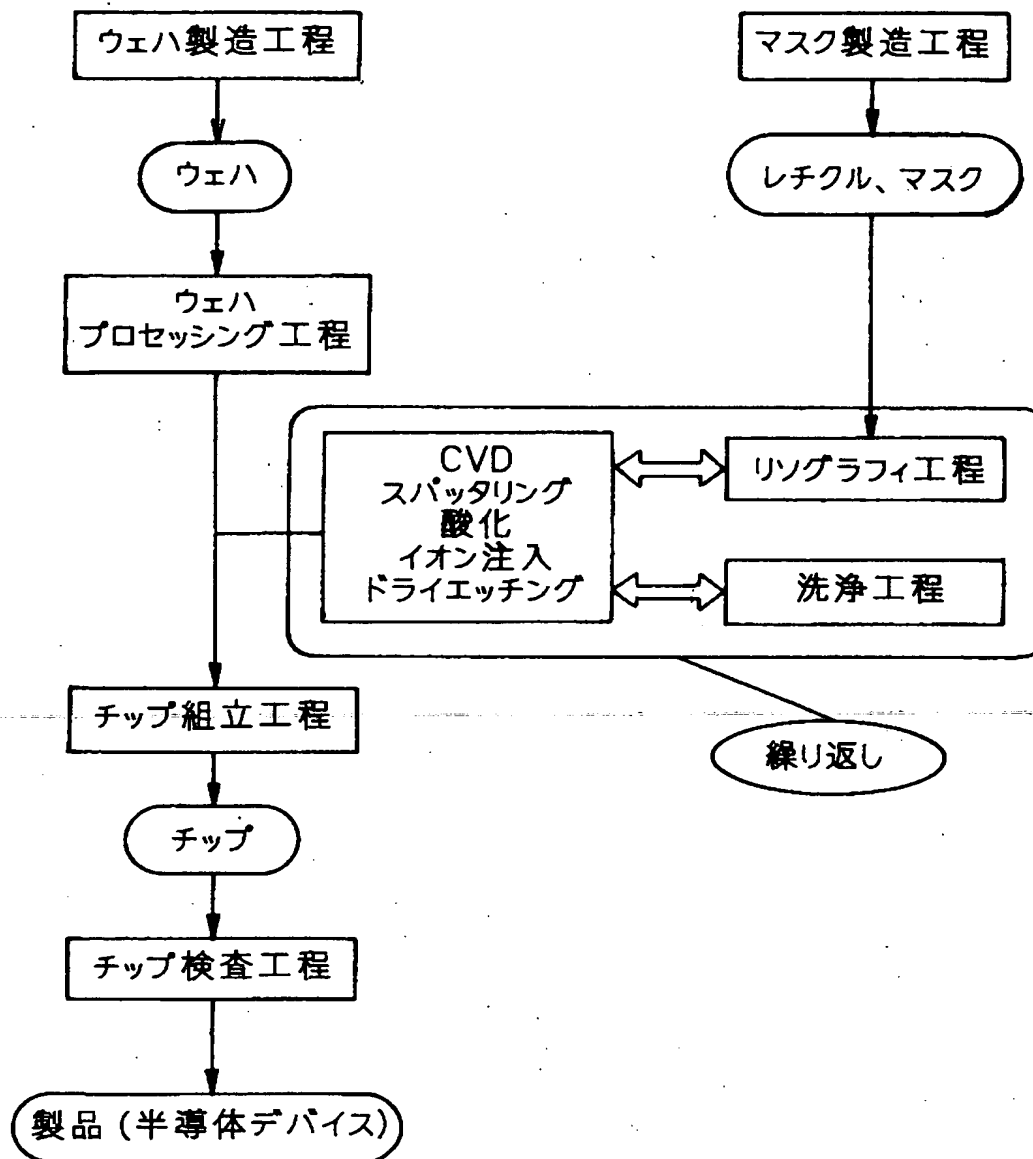 ウェハ製造工程
マスク製造工程
ウェハ
レチクル、マスク
ウェハ
プロセッシング工程
CVD
スパッタリング
酸化
イオン注入
ドライエッチング
リソグラフィ工程
洗浄工程
チップ組立工程
繰り返し
チップ
チップ検査工程
製品(半導体デバイス)